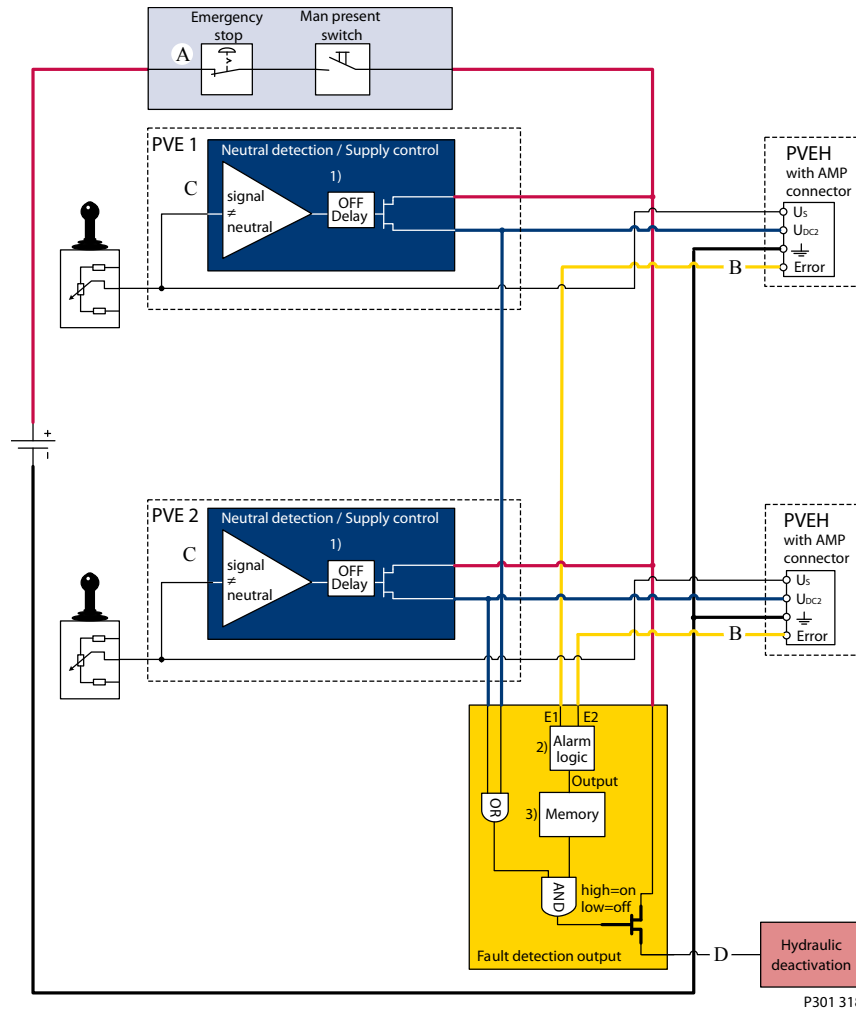 Emergency
stop
Man present
switch
A
PVE 1
Neutral detection / Supply control
1)
C
signal
≠
neutral
OFF
Delay
PVEH
with AMP
connector
Us
UDC2
B
Error
+
-
PVE 2
Neutral detection / Supply control
1)
C
signal
≠
neutral
OFF
Delay
PVEH
with AMP
connector
Us
UDC2
B
Error
E1
E2
2)
Alarm
logic
Output
3)
Memory
OR
AND
high=on
low=off
Fault detection output
D
Hydraulic
deactivation
P301 318